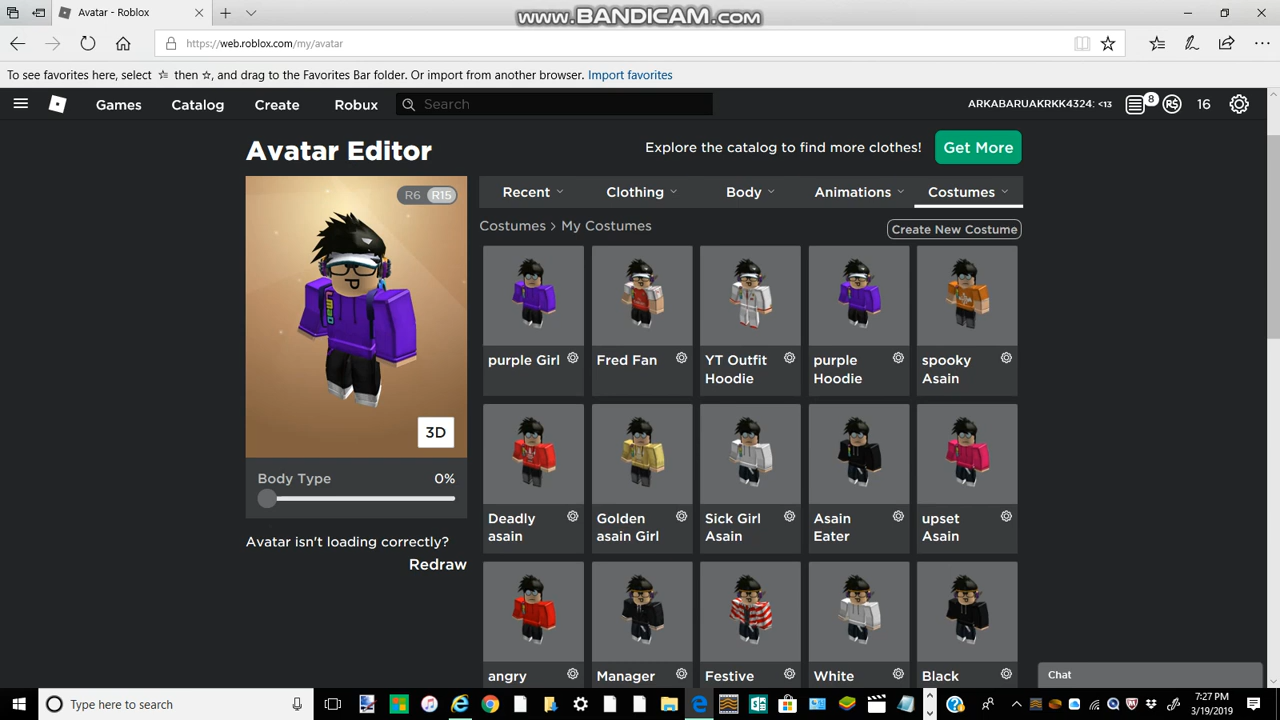 Avatar - Roblox
www.BANDICAM.com
https://web.roblox.com/my/avatar
To see favorites here, select ☆ then ☆, and drag to the Favorites Bar folder. Or import from another browser. Import favorites
Games Catalog Create Robux Search ARKABARUAKRKK4324: <13 8 16
Avatar Editor
Explore the catalog to find more clothes! Get More
R6 R15
Recent Clothing Body Animations Costumes
Costumes > My Costumes Create New Costume
LMAD
3D
Body Type 0%
Avatar isn't loading correctly?
Redraw
purple Girl
Fred Fan
YT Outfit
Hoodie
purple
Hoodie
spooky
Asain
Deadly
asain
Golden
asain Girl
Sick Girl
Asain
Asain
Eater
upset
Asain
angry
Manager
Festive
White
Black
Chat
Type here to search
7:27 PM
3/19/2019